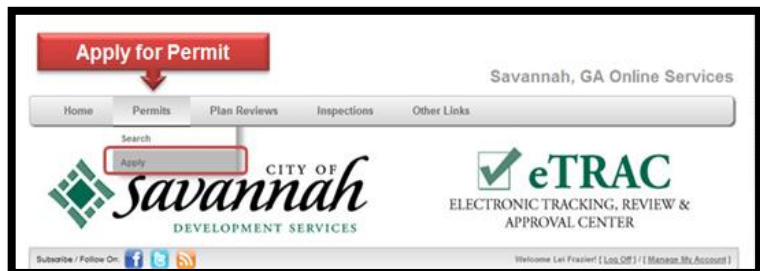 Apply for Permit
Savannah, GA Online Services
Home Permits Plan Reviews Inspections Other Links
Search
Apply
CITY OF
Savannah
DEVELOPMENT SERVICES
eTRAC
ELECTRONIC TRACKING, REVIEW &
APPROVAL CENTER
Subscribe / Follow On: Welcome Lei Frazier! [ Log Off ] / [ Manage My Account ]